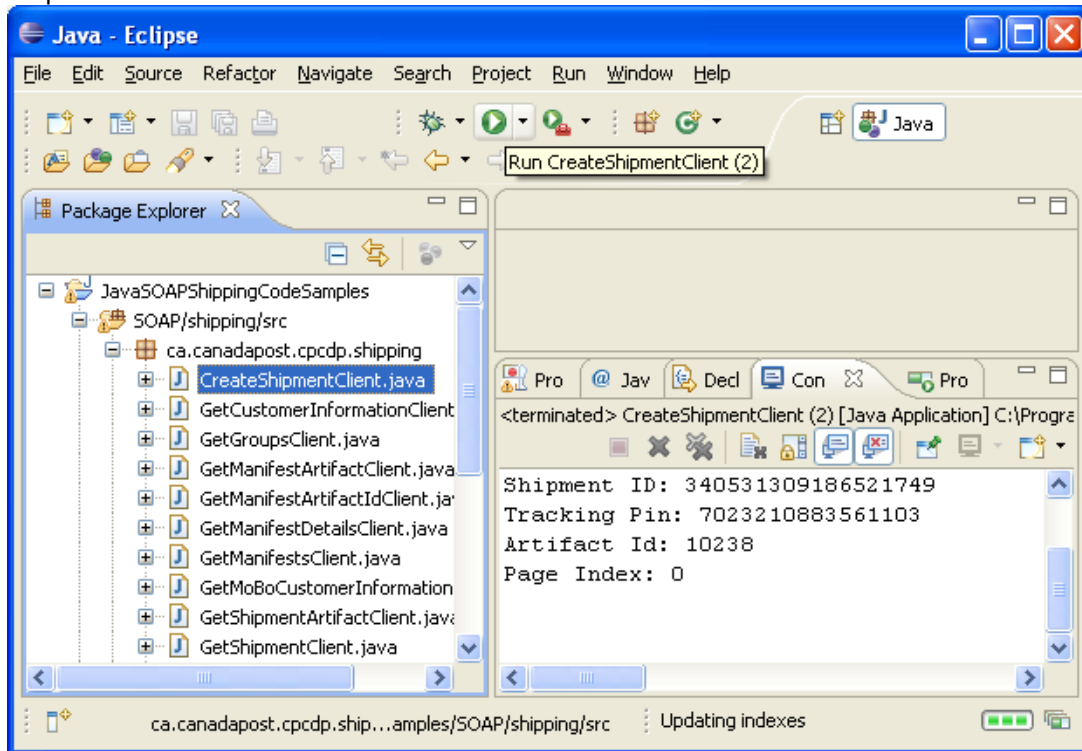 Java - Eclipse
File Edit Source Refactor Navigate Search Project Run Window Help
Java
Run CreateShipmentClient (2)
Package Explorer
JavaSOAPShippingCodeSamples
SOAP/shipping/src
ca.canadapost.cpcdp.shipping
CreateShipmentClient.java
GetCustomerInformationClient
GetGroupsClient.java
GetManifestArtifactClient.java
GetManifestArtifactIdClient.ja
GetManifestDetailsClient.java
GetManifestsClient.java
GetMoBoCustomerInformation
GetShipmentArtifactClient.java
GetShipmentClient.java
Pro @ Jav Decl Con Pro
<terminated> CreateShipmentClient (2) [Java Application] C:\Progra
Shipment ID: 340531309186521749
Tracking Pin: 7023210883561103
Artifact Id: 10238
Page Index: 0
ca.canadapost.cpcdp.ship...amples/SOAP/shipping/src Updating indexes